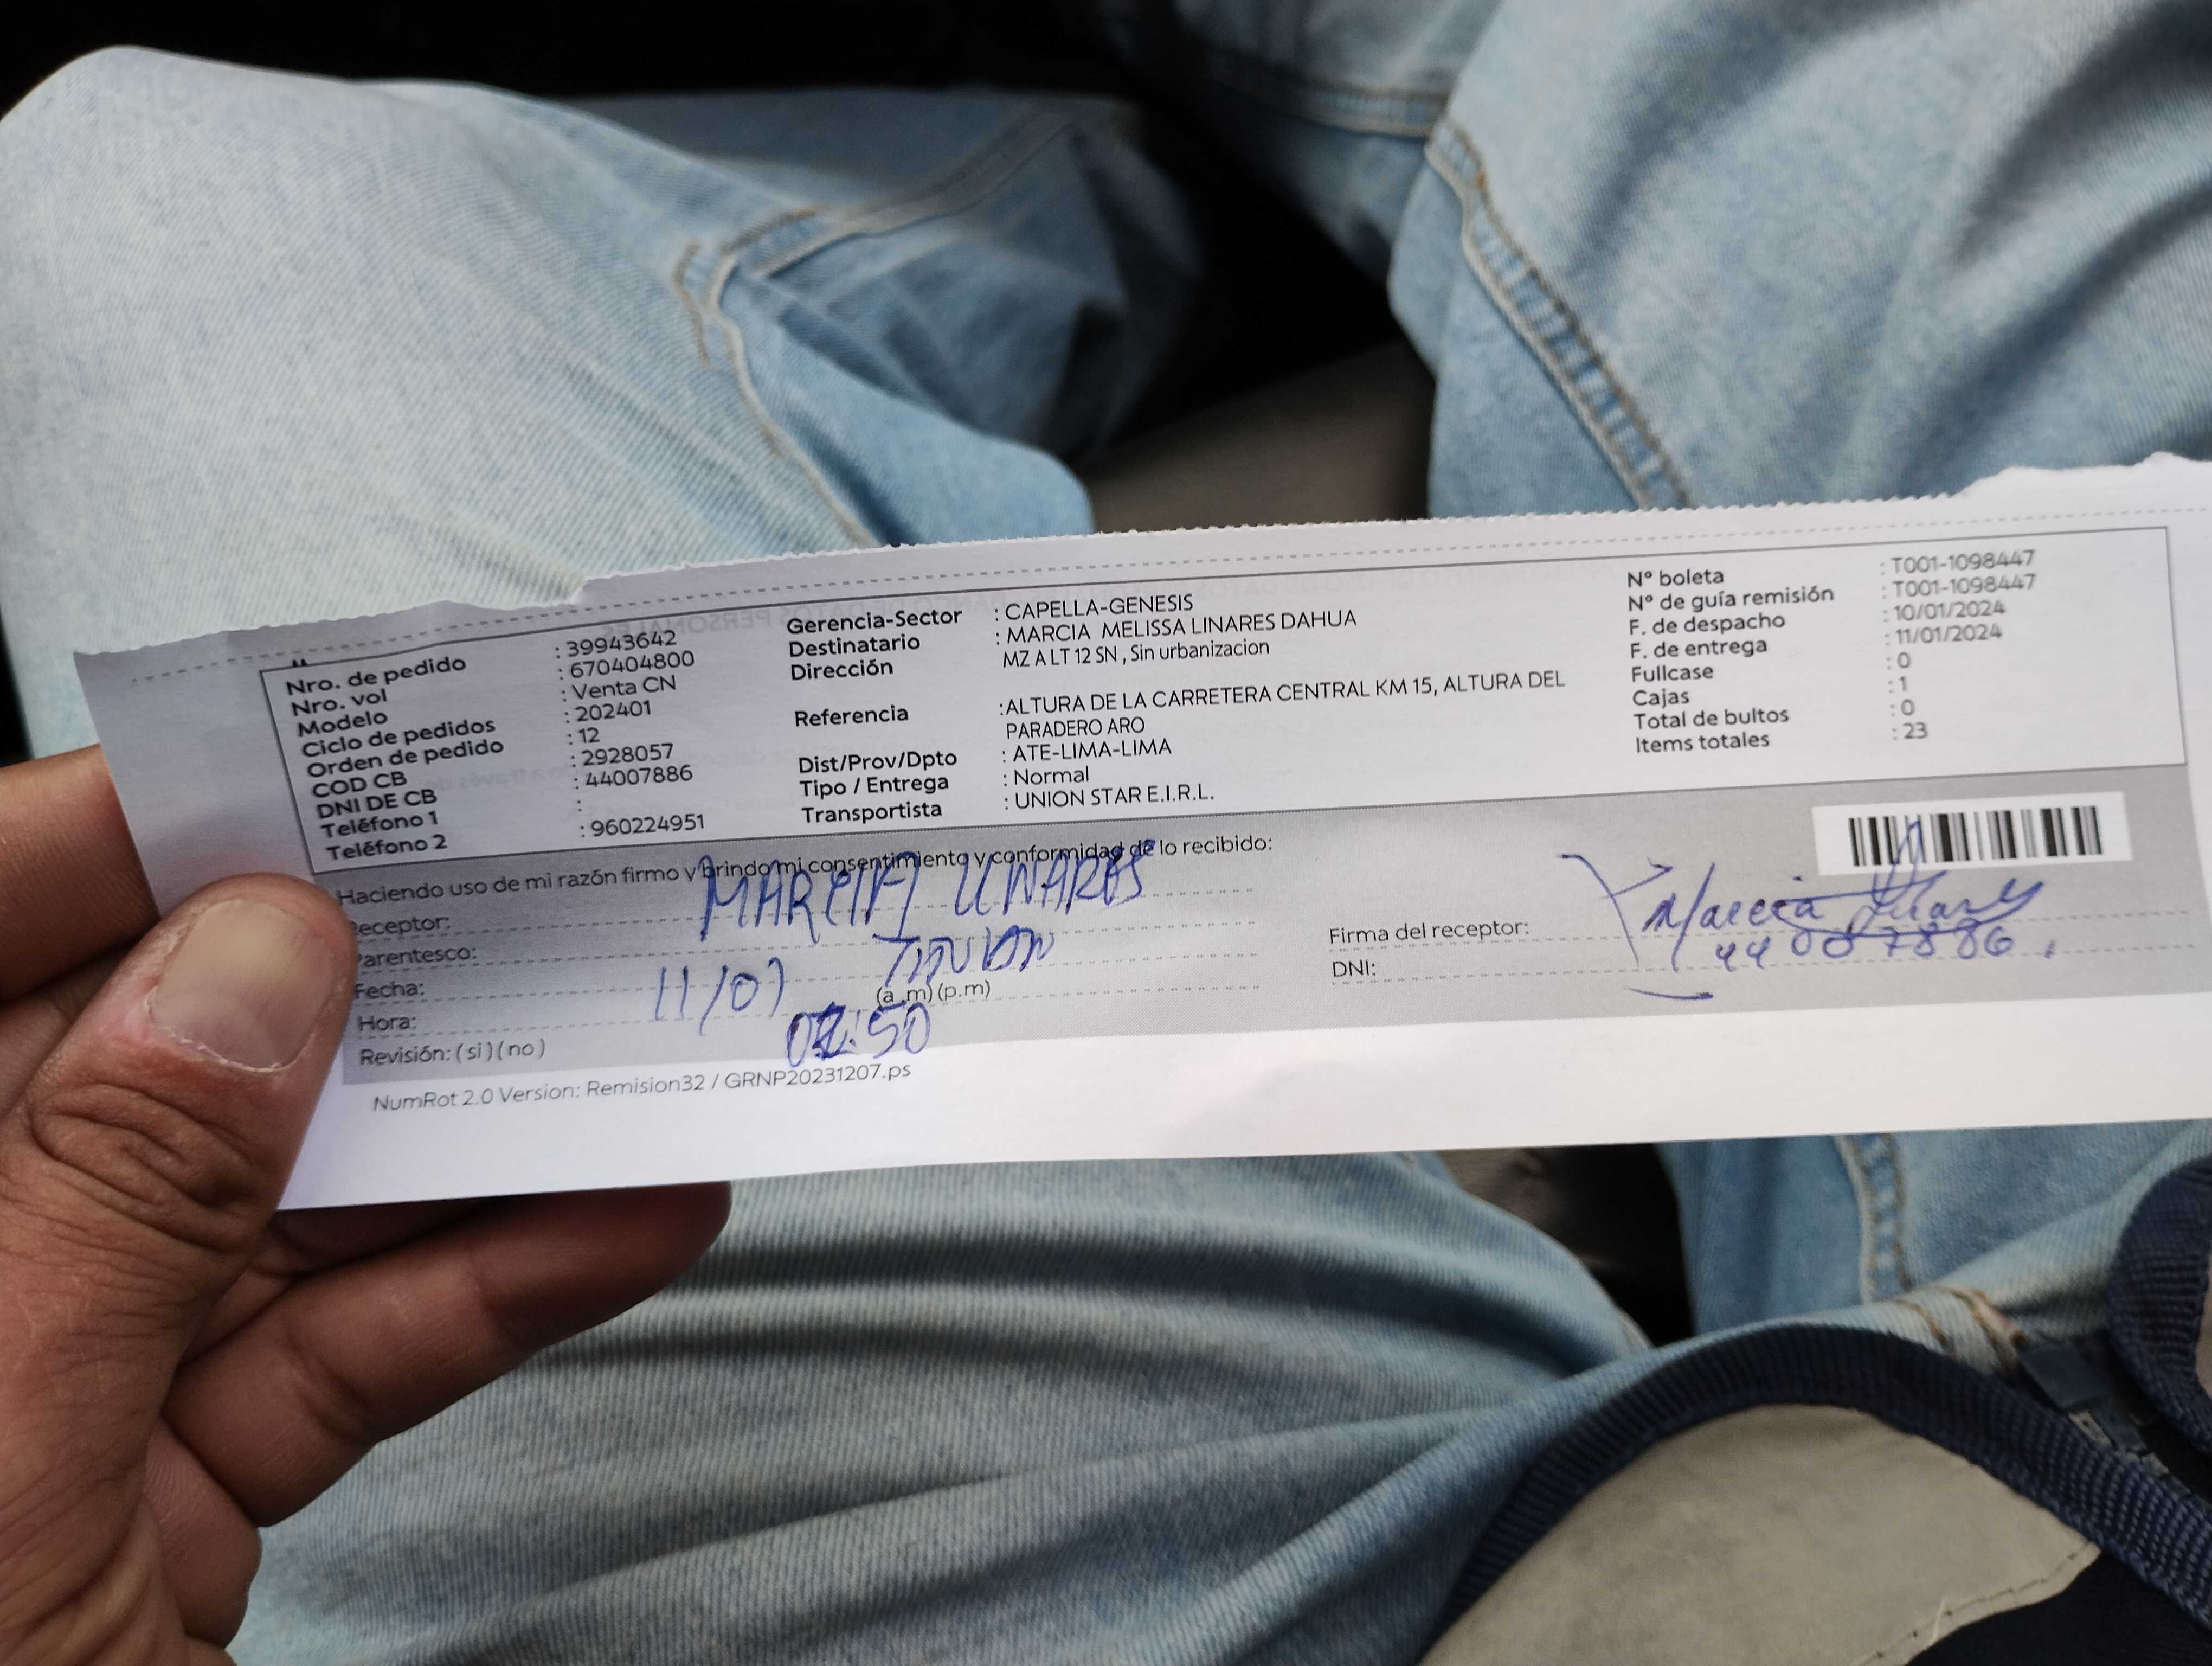 Nro. de pedido : 39943642
Nro. vol : 670404800
Modelo : Venta CN
Ciclo de pedidos : 202401
Orden de pedido : 12
COD CB : 2928057
DNI DE CB : 44007886
Teléfono 1 :
Teléfono 2 : 960224951
Gerencia-Sector : CAPELLA-GENESIS
Destinatario : MARCIA MELISSA LINARES DAHUA
Dirección MZ A LT 12 SN , Sin urbanizacion
Referencia : ALTURA DE LA CARRETERA CENTRAL KM 15, ALTURA DEL
PARADERO ARO
Dist/Prov/Dpto : ATE-LIMA-LIMA
Tipo / Entrega : Normal
Transportista : UNION STAR E.I.R.L.
Nº boleta : T001-1098447
Nº de guía remisión : T001-1098447
F. de despacho : 10/01/2024
F. de entrega : 11/01/2024
Fullcase : 0
Cajas : 1
Total de bultos : 0
Items totales : 23
Haciendo uso de mi razón firmo y brindo mi consentimiento y conformidad de lo recibido:
Receptor: MARCIA LINARES
Parentesco: TITULAR
Fecha: 11/01
Hora: :50 (a.m) (p.m)
Revisión: ( si ) ( no )
Firma del receptor: Marcia Linares
DNI: 44007886
NumRot 2.0 Version: Remision32 / GRNP20231207.ps